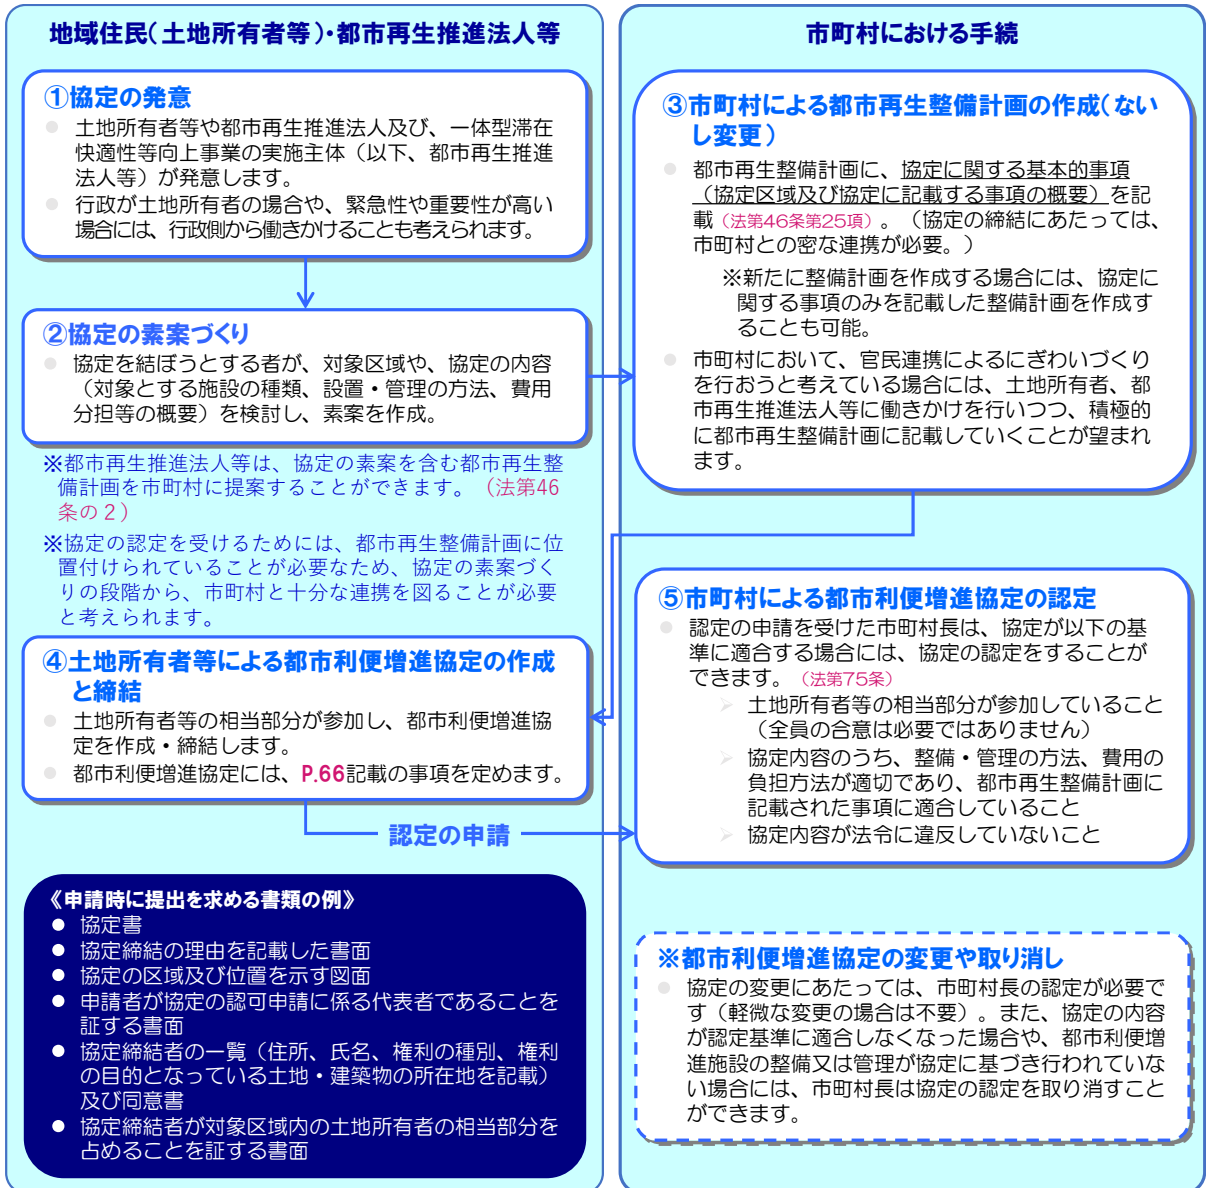 地域住民(土地所有者等)・都市再生推進法人等
①協定の発意
● 土地所有者等や都市再生推進法人及び、一体型滞在
快適性等向上事業の実施主体（以下、都市再生推進
法人等）が発意します。
● 行政が土地所有者の場合や、緊急性や重要性が高い
場合には、行政側から働きかけることも考えられます。
②協定の素案づくり
● 協定を結ぼうとする者が、対象区域や、協定の内容
（対象とする施設の種類、設置・管理の方法、費用
分担等の概要）を検討し、素案を作成。
※都市再生推進法人等は、協定の素案を含む都市再生整
備計画を市町村に提案することができます。（法第46
条の２）
※協定の認定を受けるためには、都市再生整備計画に位
置付けられていることが必要なため、協定の素案づく
りの段階から、市町村と十分な連携を図ることが必要
と考えられます。
④土地所有者等による都市利便増進協定の作成
と締結
● 土地所有者等の相当部分が参加し、都市利便増進協
定を作成・締結します。
● 都市利便増進協定には、P.66記載の事項を定めます。
認定の申請
《申請時に提出を求める書類の例》
● 協定書
● 協定締結の理由を記載した書面
● 協定の区域及び位置を示す図面
● 申請者が協定の認可申請に係る代表者であることを
証する書面
● 協定締結者の一覧（住所、氏名、権利の種別、権利
の目的となっている土地・建築物の所在地を記載）
及び同意書
● 協定締結者が対象区域内の土地所有者の相当部分を
占めることを証する書面
市町村における手続
③市町村による都市再生整備計画の作成(ない
し変更)
● 都市再生整備計画に、協定に関する基本的事項
（協定区域及び協定に記載する事項の概要）を記
載（法第46条第25項）。（協定の締結にあたっては、
市町村との密な連携が必要。）
※新たに整備計画を作成する場合には、協定に
関する事項のみを記載した整備計画を作成す
ることも可能。
● 市町村において、官民連携によるにぎわいづくり
を行おうと考えている場合には、土地所有者、都
市再生推進法人等に働きかけを行いつつ、積極的
に都市再生整備計画に記載していくことが望まれ
ます。
⑤市町村による都市利便増進協定の認定
● 認定の申請を受けた市町村長は、協定が以下の基
準に適合する場合には、協定の認定をすることが
できます。（法第75条）
➢ 土地所有者等の相当部分が参加していること
（全員の合意は必要ではありません）
➢ 協定内容のうち、整備・管理の方法、費用の
負担方法が適切であり、都市再生整備計画に
記載された事項に適合していること
➢ 協定内容が法令に違反していないこと
※都市利便増進協定の変更や取り消し
● 協定の変更にあたっては、市町村長の認定が必要で
す（軽微な変更の場合は不要）。また、協定の内容
が認定基準に適合しなくなった場合や、都市利便増
進施設の整備又は管理が協定に基づき行われていな
い場合には、市町村長は協定の認定を取り消すこと
ができます。